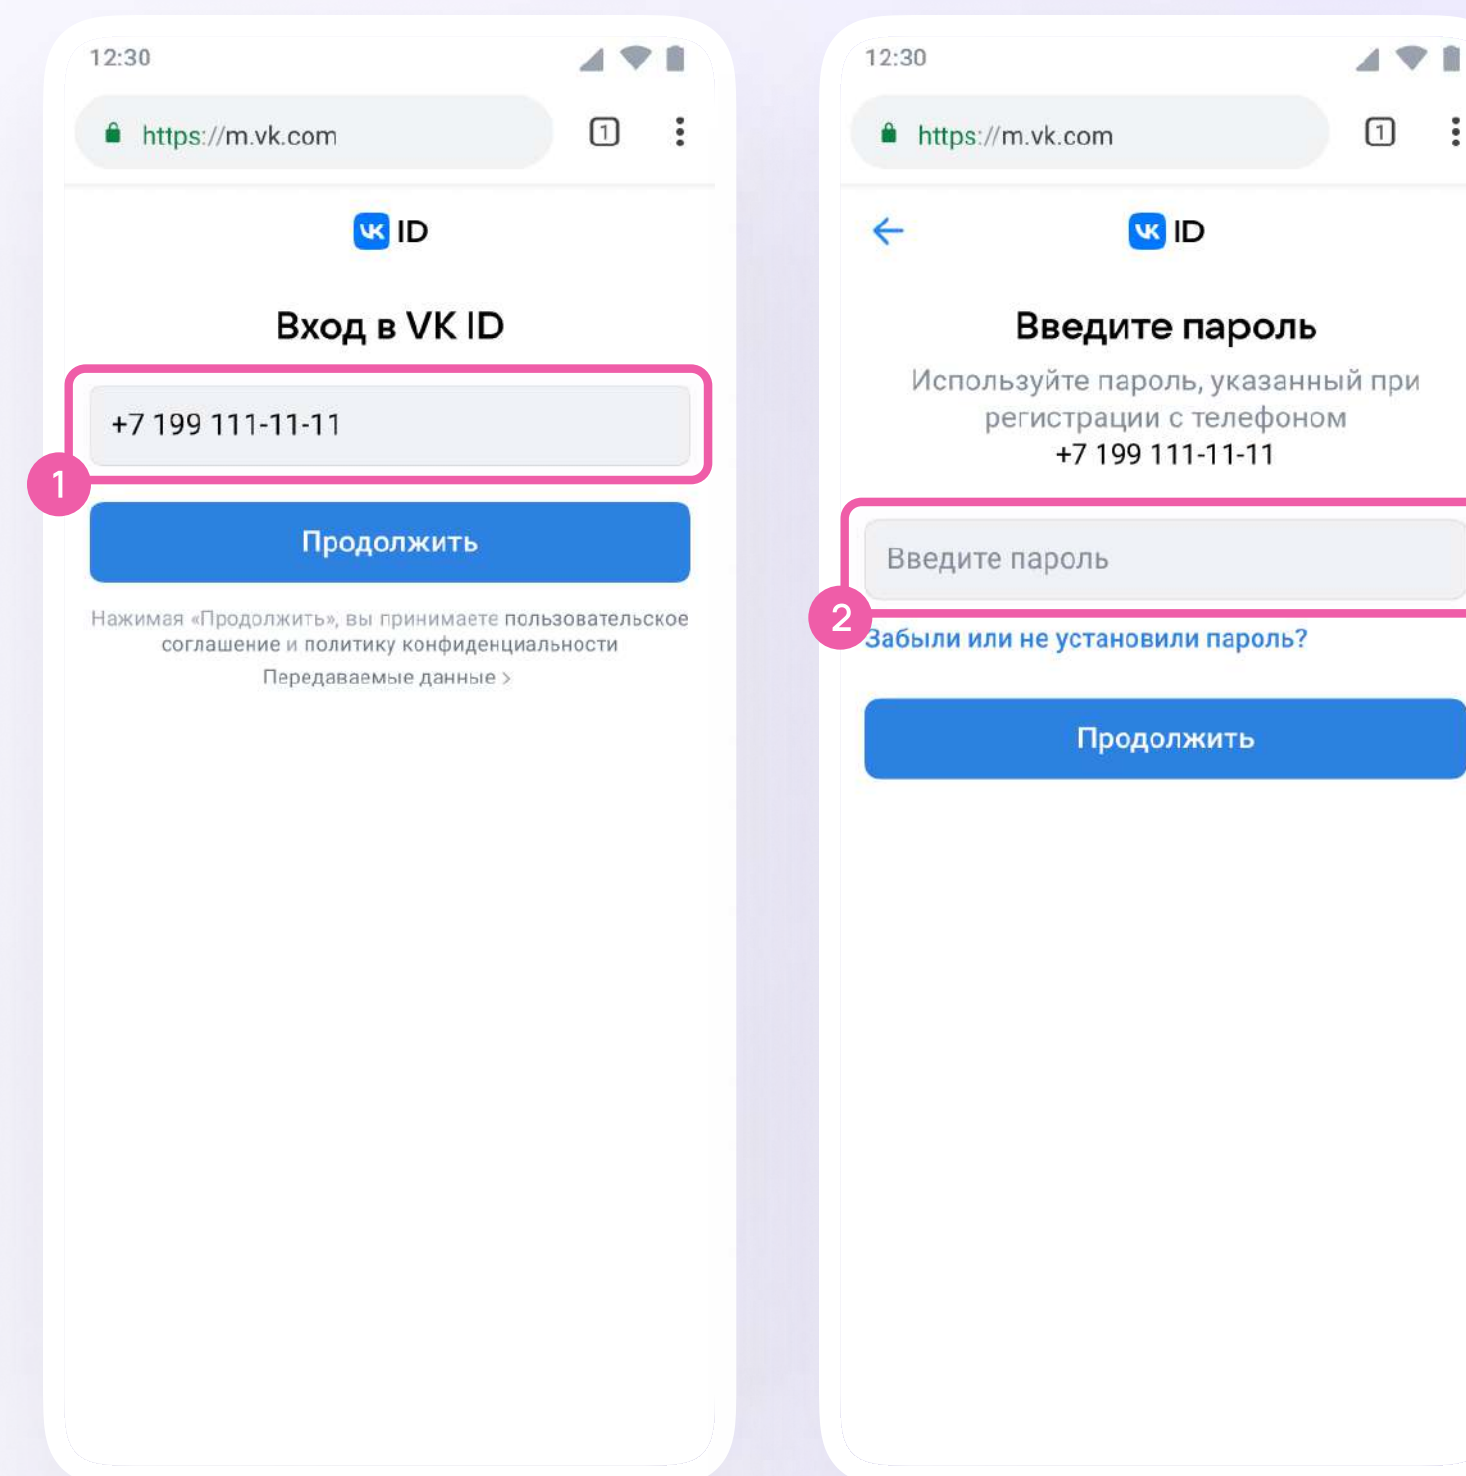 12:30
https://m.vk.com
1
VK ID
Вход в VK ID
+7 199 111-11-11
1
Продолжить
Нажимая «Продолжить», вы принимаете пользовательское
соглашение и политику конфиденциальности
Передаваемые данные >
12:30
https://m.vk.com
1
VK ID
Введите пароль
Используйте пароль, указанный при
регистрации с телефоном
+7 199 111-11-11
Введите пароль
2
Забыли или не установили пароль?
Продолжить